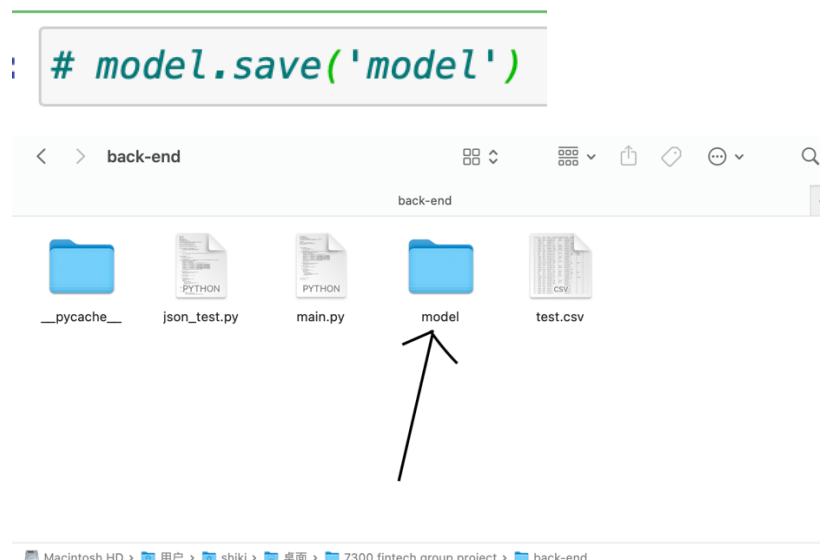 # model.save('model')
back-end
back-end
PYTHON
PYTHON
CSV
__pycache__
json_test.py
main.py
model
test.csv
Macintosh HD › 用户 › shiki › 桌面 › 7300 fintech group project › back-end